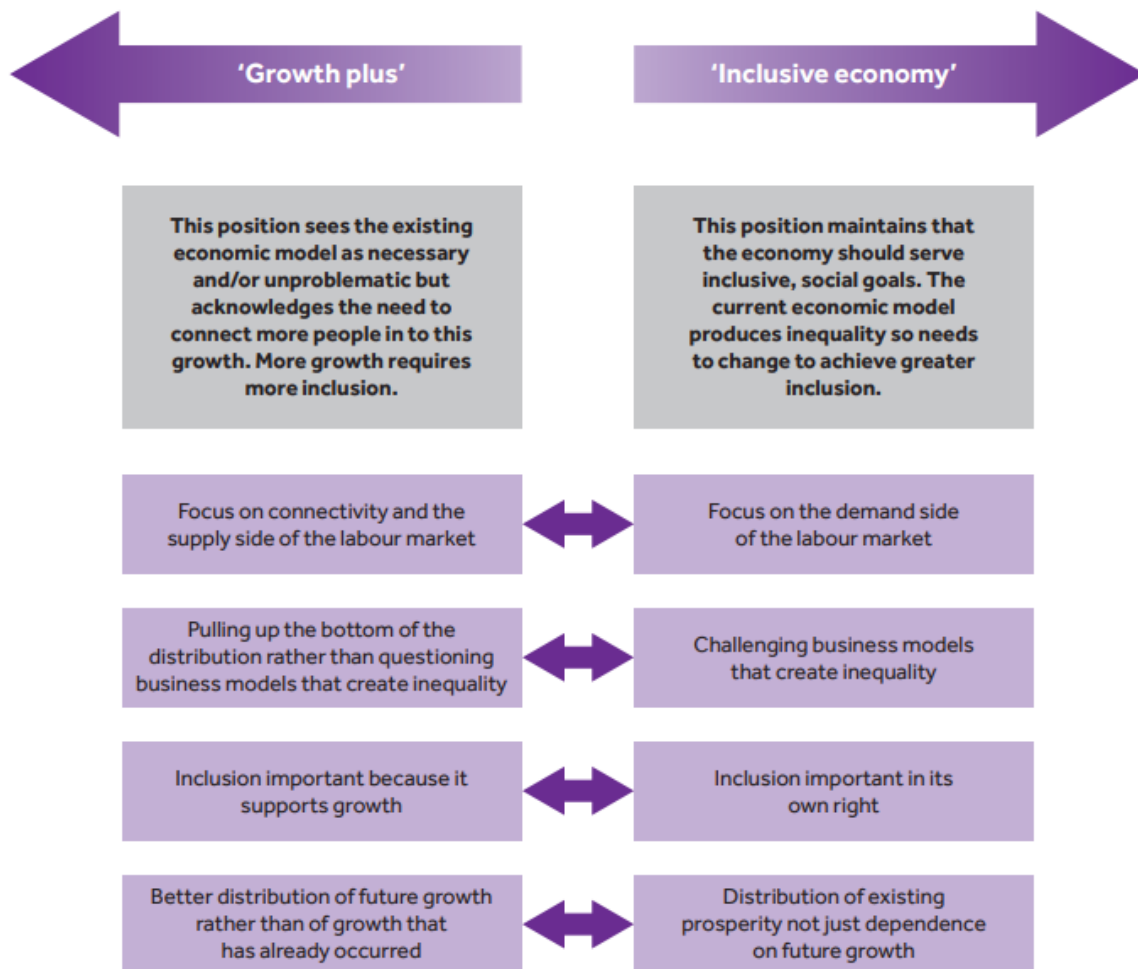 ‘Growth plus’
‘Inclusive economy’
This position sees the existing
economic model as necessary
and/or unproblematic but
acknowledges the need to
connect more people in to this
growth. More growth requires
more inclusion.
This position maintains that
the economy should serve
inclusive, social goals. The
current economic model
produces inequality so needs
to change to achieve greater
inclusion.
Focus on connectivity and the
supply side of the labour market
Focus on the demand side
of the labour market
Pulling up the bottom of the
distribution rather than questioning
business models that create inequality
Challenging business models
that create inequality
Inclusion important because it
supports growth
Inclusion important in its
own right
Better distribution of future growth
rather than of growth that
has already occurred
Distribution of existing
prosperity not just dependence
on future growth